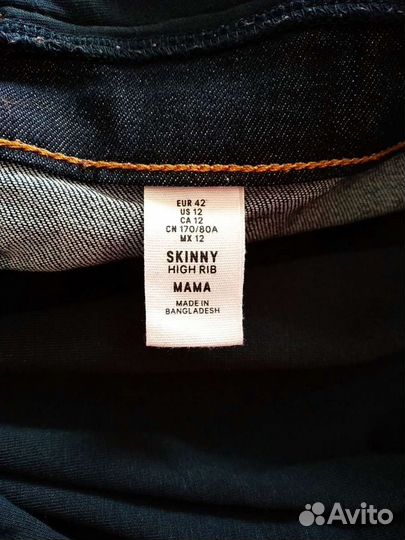 EUR 42
US 12
CA 12
CN 170/80A
MX 12
SKINNY
HIGH RIB
MAMA
MADE IN
BANGLADESH
Avito